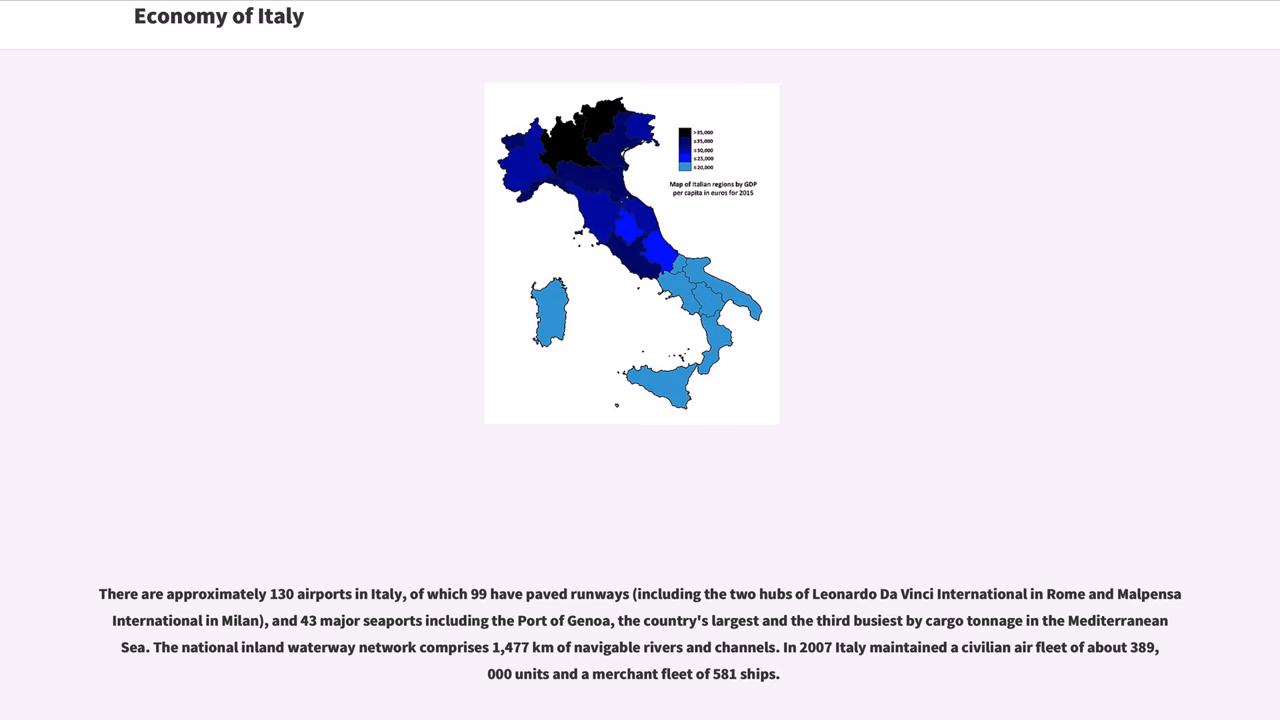 Economy of Italy
>35,000
≤35,000
≤30,000
≤25,000
≤20,000
Map of Italian regions by GDP
per capita in euros for 2015
There are approximately 130 airports in Italy, of which 99 have paved runways (including the two hubs of Leonardo Da Vinci International in Rome and Malpensa
International in Milan), and 43 major seaports including the Port of Genoa, the country's largest and the third busiest by cargo tonnage in the Mediterranean
Sea. The national inland waterway network comprises 1,477 km of navigable rivers and channels. In 2007 Italy maintained a civilian air fleet of about 389,
000 units and a merchant fleet of 581 ships.